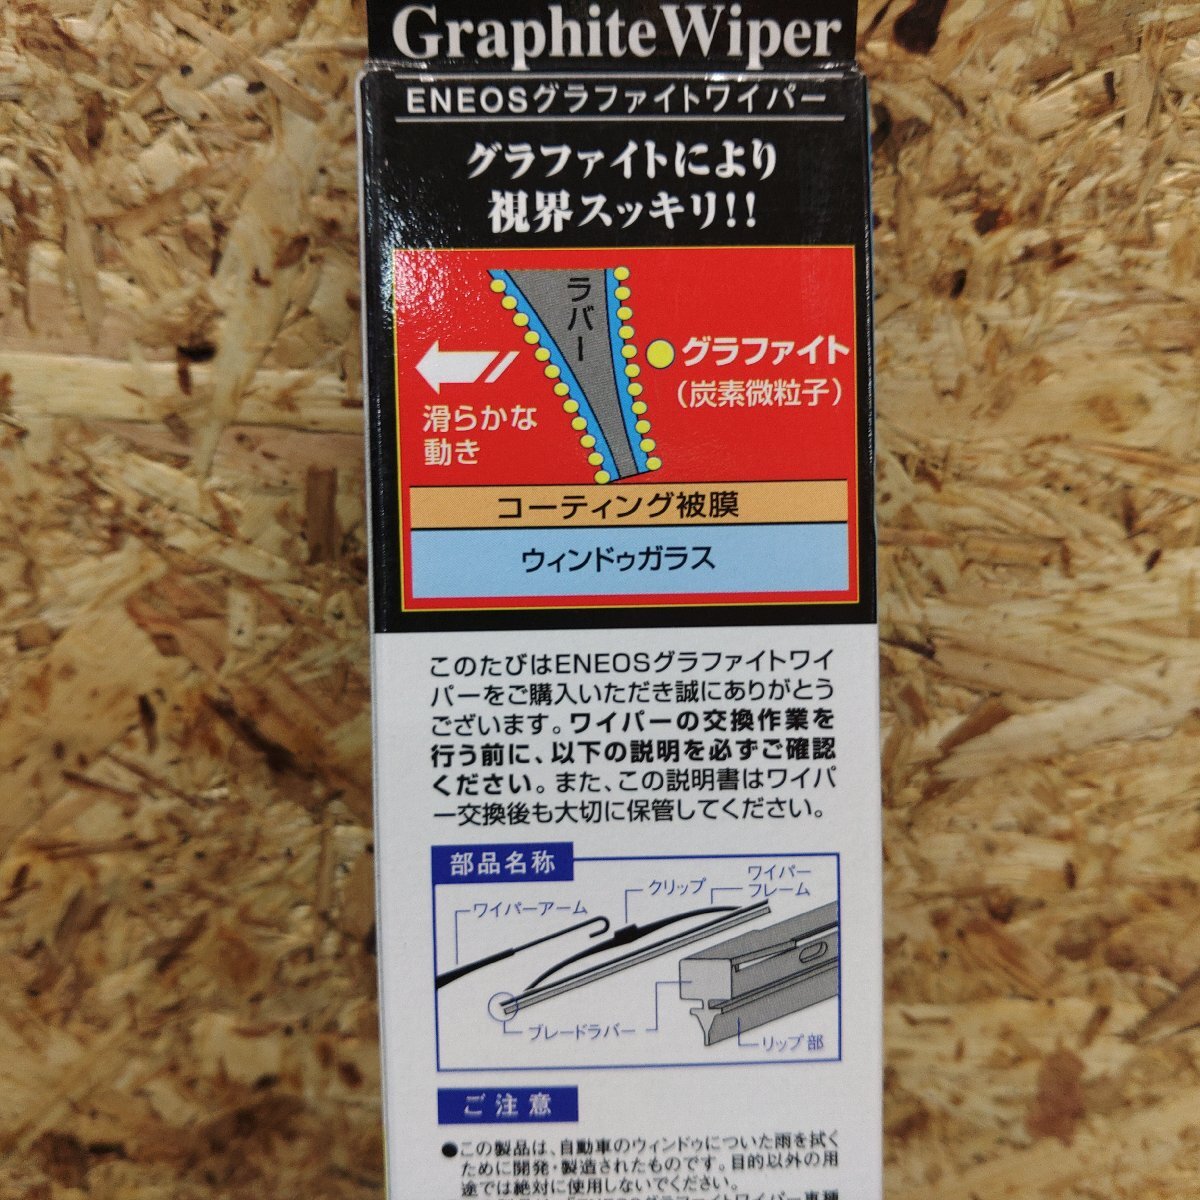 Graphite Wiper
ENEOSグラファイトワイパー
グラファイトにより
視界スッキリ!!
ラバー
グラファイト
(炭素微粒子)
滑らかな
動き
コーティング被膜
ウィンドゥガラス
このたびはENEOSグラファイトワイ
パーをご購入いただき誠にありがとう
ございます。ワイパーの交換作業を
行う前に、以下の説明を必ずご確認
ください。また、この説明書はワイパ
ー交換後も大切に保管してください。
部品名称
ワイパーアーム
クリップ
ワイパー
フレーム
ブレードラバー
リップ部
ご注意
●この製品は、自動車のウィンドゥについた雨を拭く
ために開発・製造されたものです。目的以外の用
途では絶対に使用しないでください。